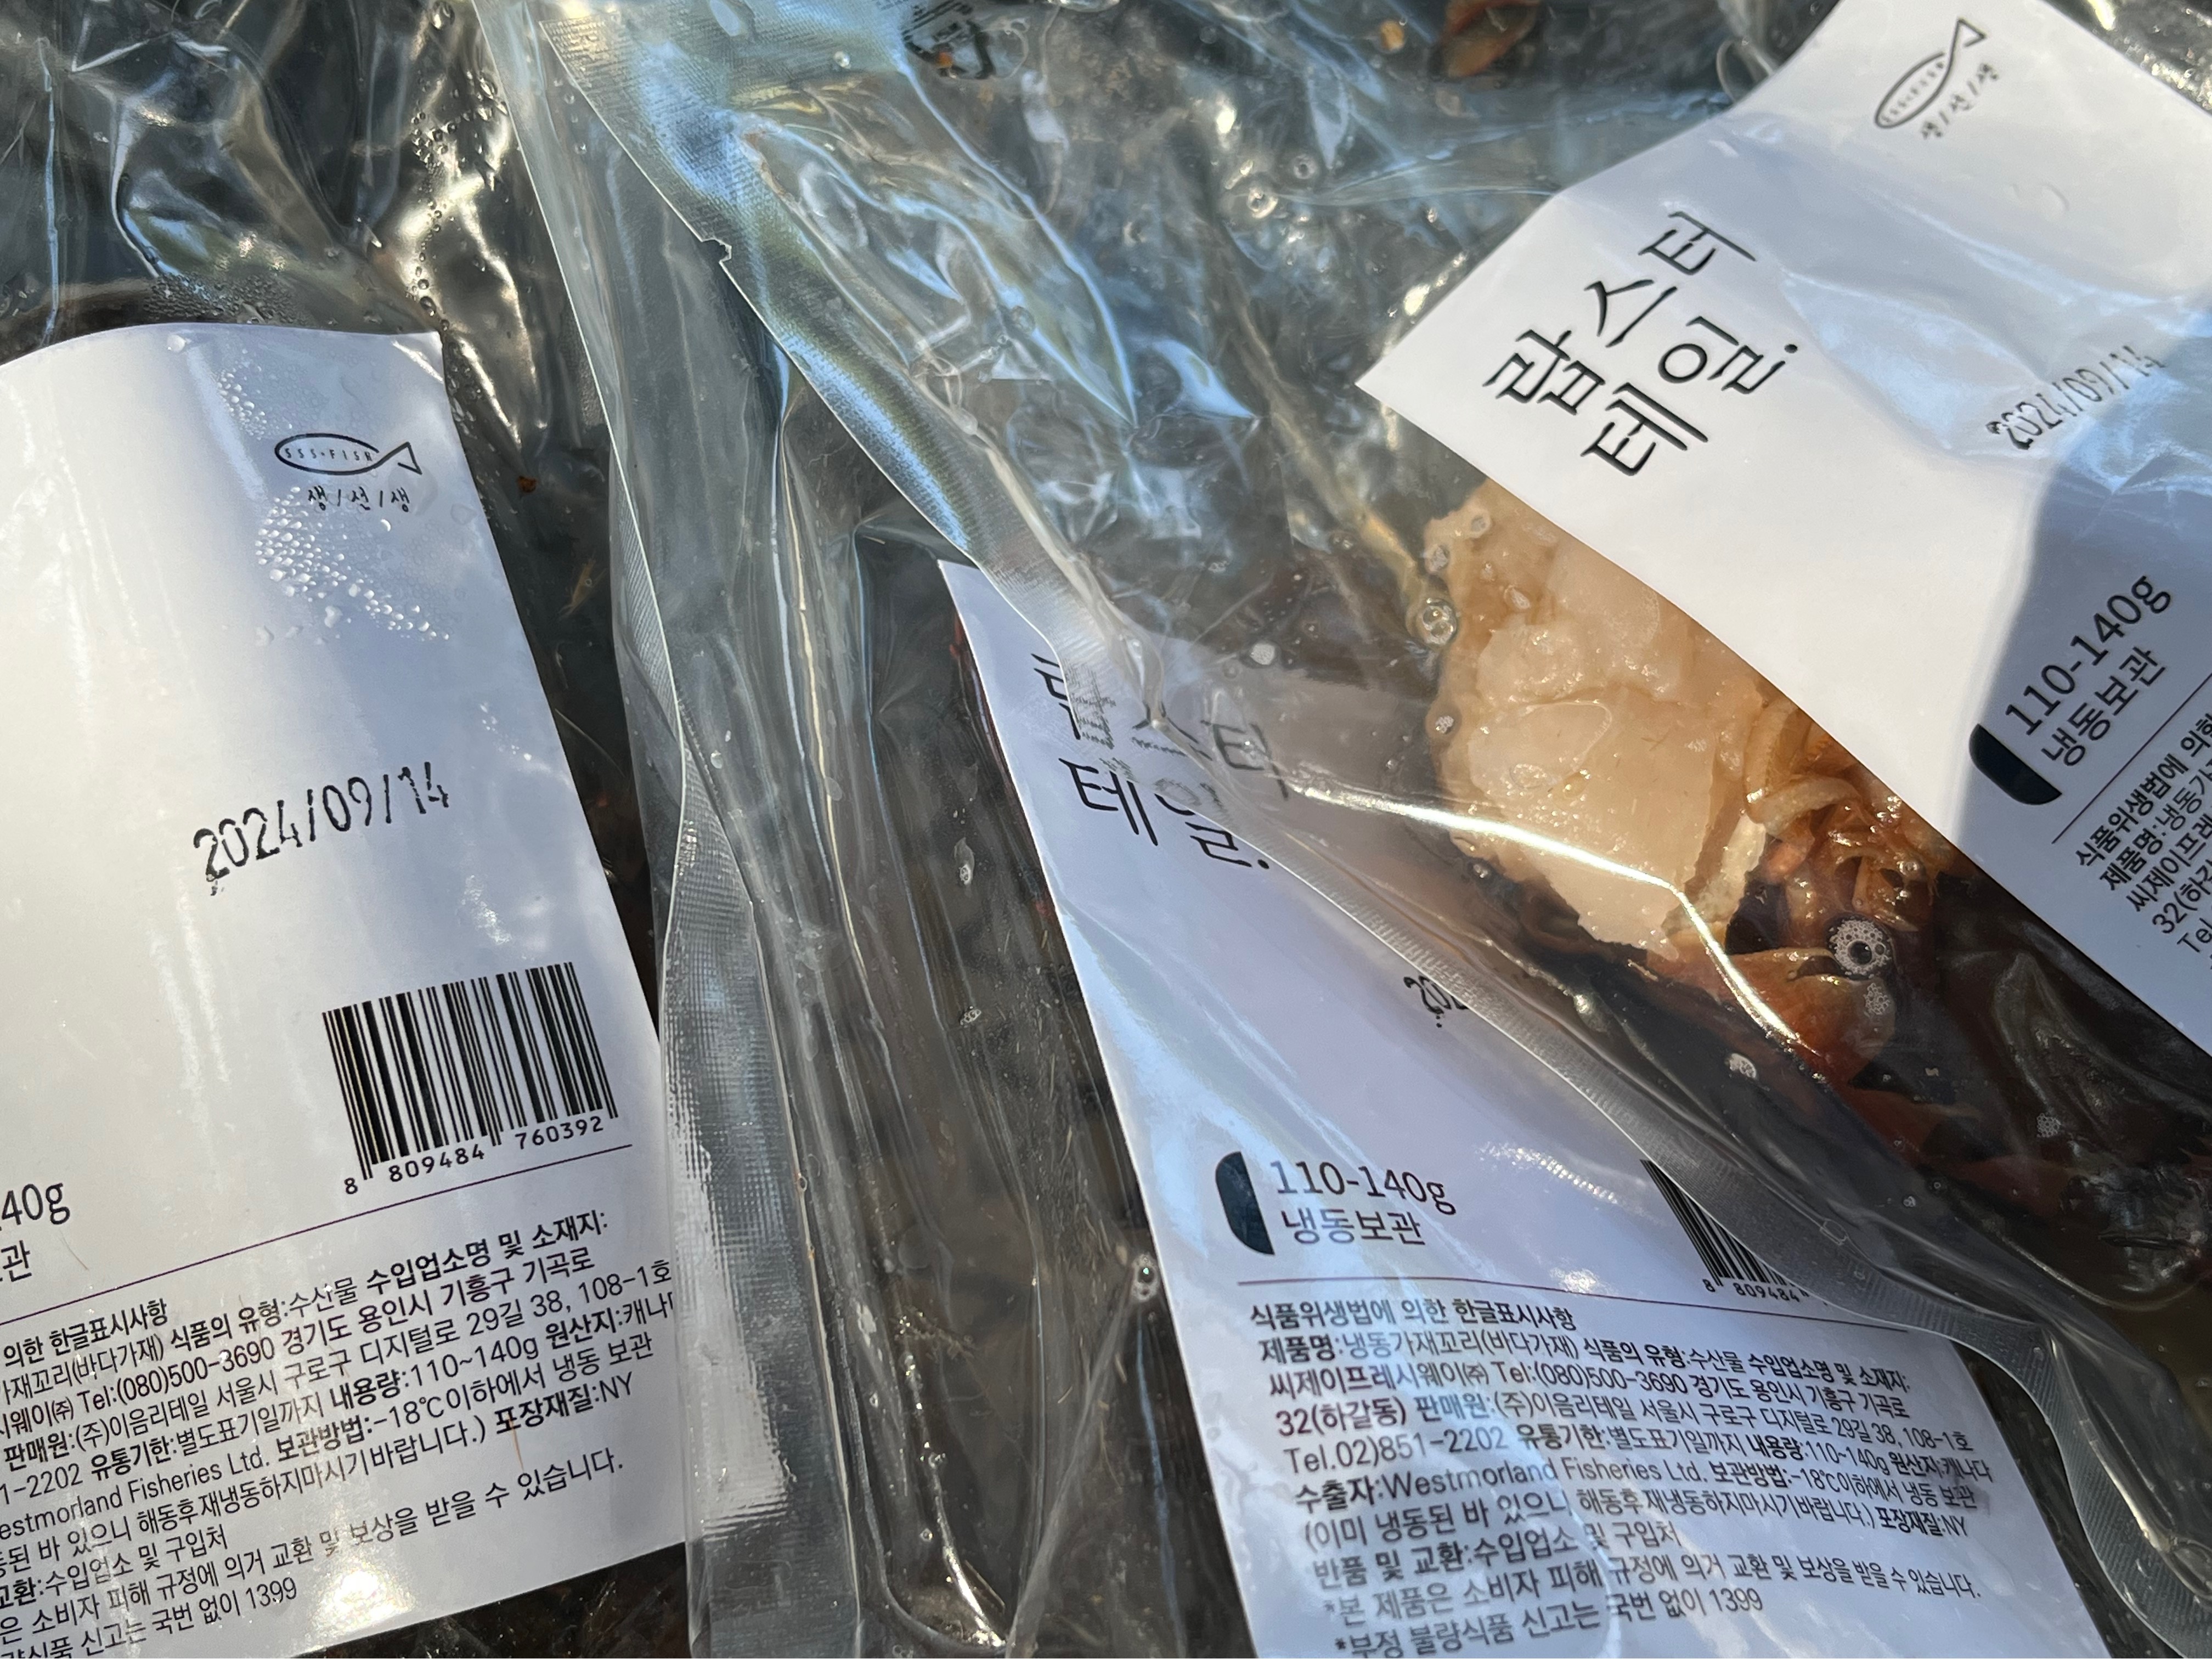 SSS·FISH
생/선/생
2024/09/14
8 809484 760392
40g
관
의한 한글표시사항
가재꼬리(바다가재) 식품의 유형:수산물 수입업소명 및 소재지:
시웨이㈜ Tel:(080)500-3690 경기도 용인시 기흥구 기곡로
판매원:(주)이음리테일 서울시 구로구 디지털로 29길 38, 108-1호
1-2202 유통기한:별도표기일까지 내용량:110~140g 원산지:캐나
estmorland Fisheries Ltd. 보관방법:-18℃이하에서 냉동 보관
동된 바 있으니 해동후재냉동하지마시기바랍니다.) 포장재질:NY
교환:수입업소 및 구입처
은 소비자 피해 규정에 의거 교환 및 보상을 받을 수 있습니다.
량식품 신고는 국번 없이 1399
랍스터
테일.
202
110-140g
냉동보관
8 809484
식품위생법에 의한 한글표시사항
제품명:냉동가재꼬리(바다가재) 식품의 유형:수산물 수입업소명 및 소재지:
씨제이프레시웨이㈜ Tel:(080)500-3690 경기도 용인시 기흥구 기곡로
32(하갈동) 판매원:(주)이음리테일 서울시 구로구 디지털로 29길 38, 108-1호
Tel.02)851-2202 유통기한:별도표기일까지 내용량:110-140g 원산지:캐나다
수출자:Westmorland Fisheries Ltd. 보관방법:-18℃이하에서 냉동 보관
(이미 냉동된 바 있으니 해동후재냉동하지마시기바랍니다.) 포장재질:NY
반품 및 교환:수입업소 및 구입처
*본 제품은 소비자 피해 규정에 의거 교환 및 보상을 받을 수 있습니다.
*부정 불량식품 신고는 국번 없이 1399
SSS·FISH
생/선/생
랍스터
테일.
2024/09/14
110-140g
냉동보관
식품위생법에 의한
제품명:냉동가
씨제이프레
32(하갈
Te